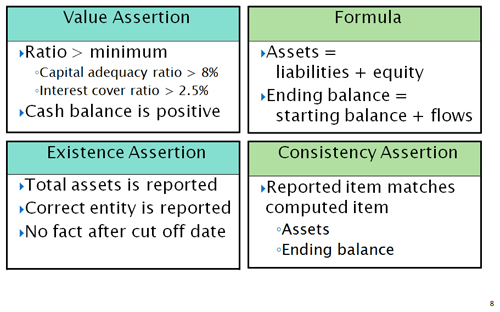 Value Assertion
Ratio > minimum
Capital adequacy ratio > 8%
Interest cover ratio > 2.5%
Cash balance is positive
Formula
Assets =
liabilities + equity
Ending balance =
starting balance + flows
Existence Assertion
Total assets is reported
Correct entity is reported
No fact after cut off date
Consistency Assertion
Reported item matches
computed item
Assets
Ending balance
8